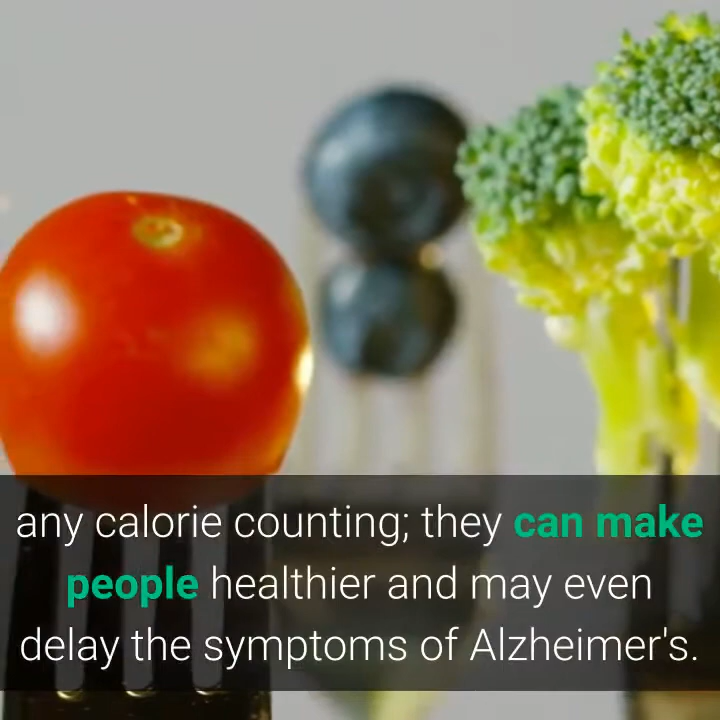 any calorie counting; they can make
people healthier and may even
delay the symptoms of Alzheimer's.